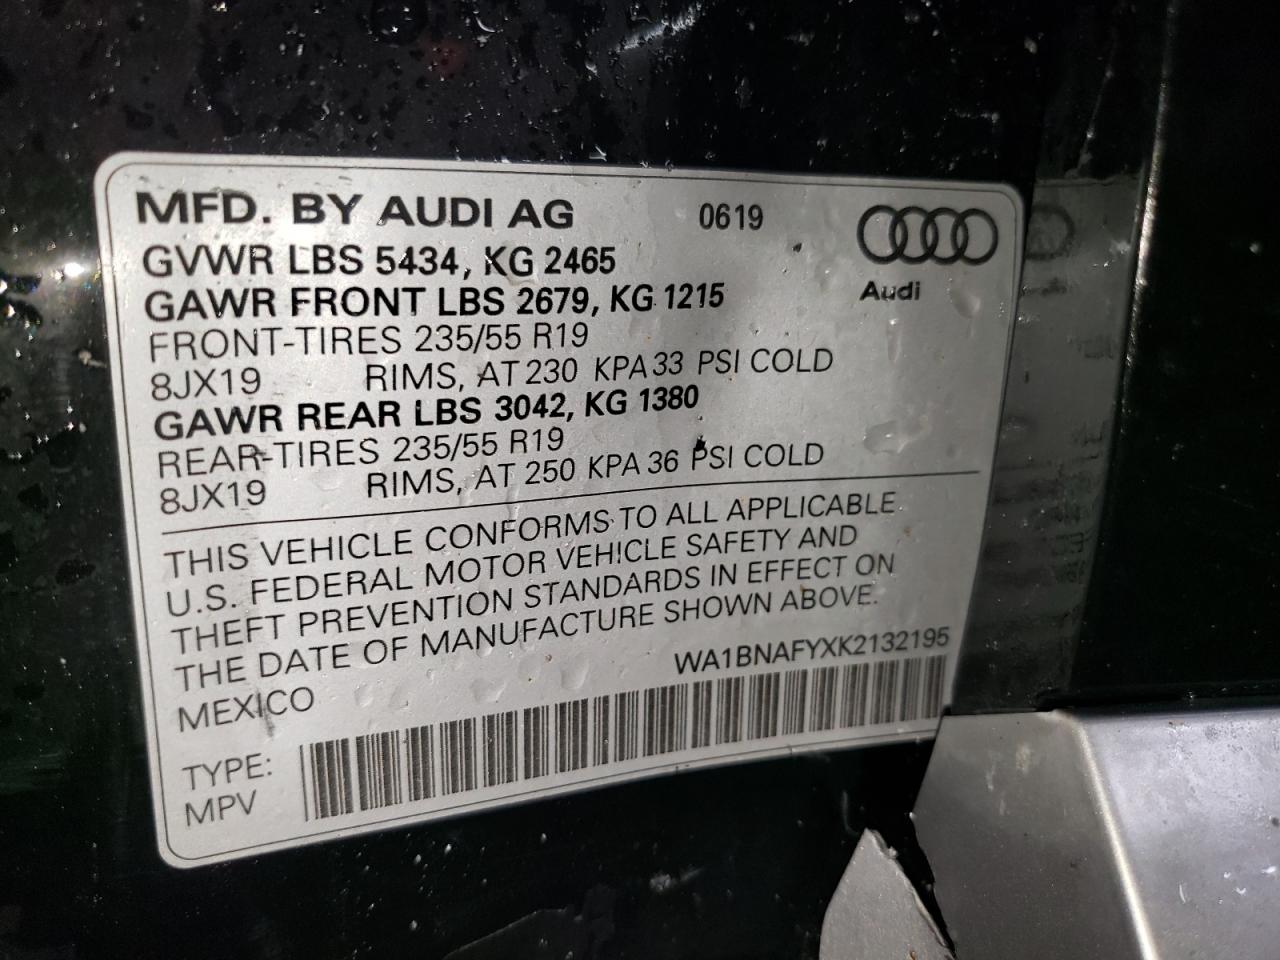 MFD. BY AUDI AG 0619
Audi
GVWR LBS 5434, KG 2465
GAWR FRONT LBS 2679, KG 1215
FRONT-TIRES 235/55 R19
8JX19 RIMS, AT 230 KPA 33 PSI COLD
GAWR REAR LBS 3042, KG 1380
REAR-TIRES 235/55 R19
8JX19 RIMS, AT 250 KPA 36 PSI COLD
THIS VEHICLE CONFORMS TO ALL APPLICABLE
U.S. FEDERAL MOTOR VEHICLE SAFETY AND
THEFT PREVENTION STANDARDS IN EFFECT ON
THE DATE OF MANUFACTURE SHOWN ABOVE.
MEXICO WA1BNAFYXK2132195
TYPE:
MPV